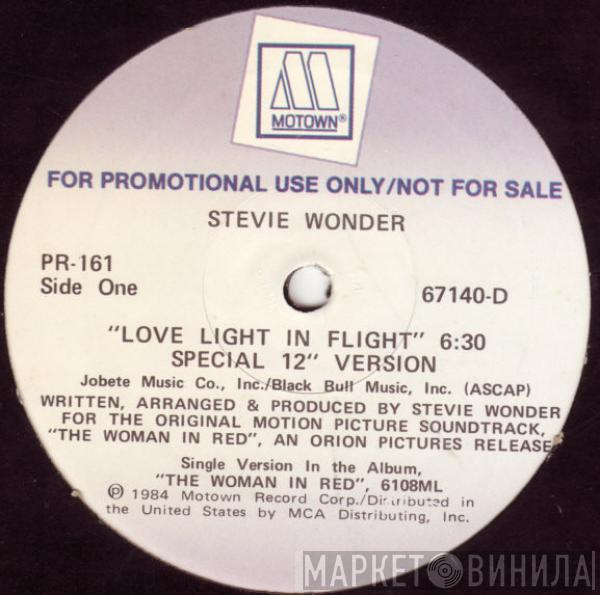 MOTOWN®
FOR PROMOTIONAL USE ONLY/NOT FOR SALE
STEVIE WONDER
PR-161
Side One
67140-D
"LOVE LIGHT IN FLIGHT" 6:30
SPECIAL 12" VERSION
Jobete Music Co., Inc./Black Bull Music, Inc. (ASCAP)
WRITTEN, ARRANGED & PRODUCED BY STEVIE WONDER
FOR THE ORIGINAL MOTION PICTURE SOUNDTRACK,
"THE WOMAN IN RED", AN ORION PICTURES RELEASE
Single Version In the Album,
"THE WOMAN IN RED", 6108ML
℗ 1984 Motown Record Corp./Distributed in
the United States by MCA Distributing, Inc.
МАРКЕТ ВИНИЛА